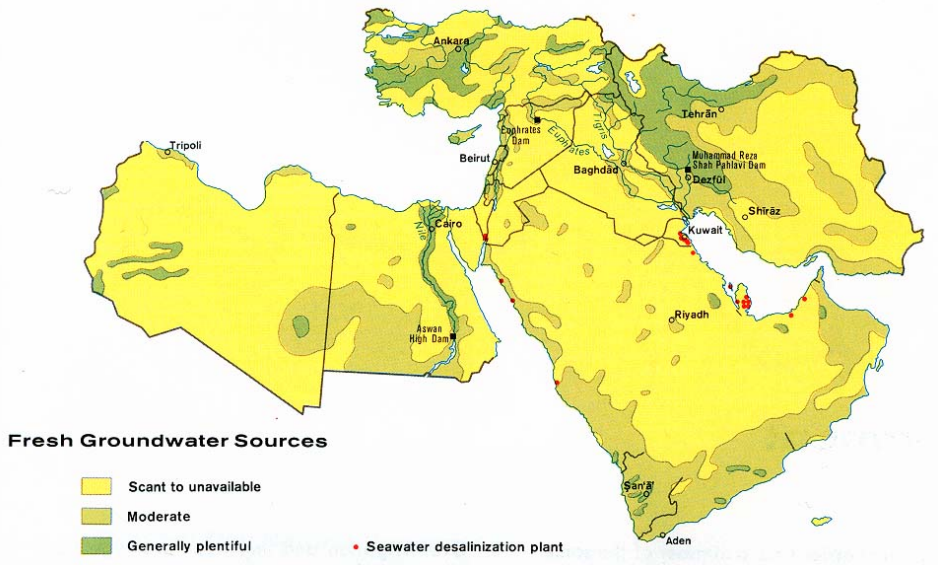 Ankara
Tehrān
Euphrates
Dam
Euphrates
Tigris
Tripoli
Beirut
Baghdād
Muhammad Reza
Shah Pahlavi Dam
Dezfūl
Shīrāz
Cairo
Nile
Kuwait
Riyadh
Aswan
High Dam
Fresh Groundwater Sources
Scant to unavailable
Moderate
Generally plentiful
Seawater desalinization plant
Şan'ā'
Aden